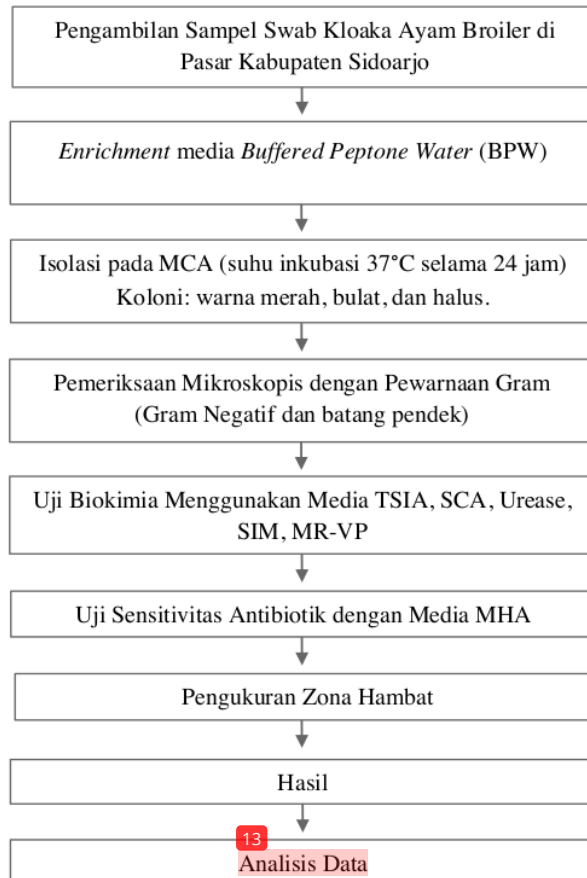 Pengambilan Sampel Swab Kloaka Ayam Broiler di
Pasar Kabupaten Sidoarjo
Enrichment media Buffered Peptone Water (BPW)
Isolasi pada MCA (suhu inkubasi 37°C selama 24 jam)
Koloni: warna merah, bulat, dan halus.
Pemeriksaan Mikroskopis dengan Pewarnaan Gram
(Gram Negatif dan batang pendek)
Uji Biokimia Menggunakan Media TSIA, SCA, Urease,
SIM, MR-VP
Uji Sensitivitas Antibiotik dengan Media MHA
Pengukuran Zona Hambat
Hasil
13
Analisis Data